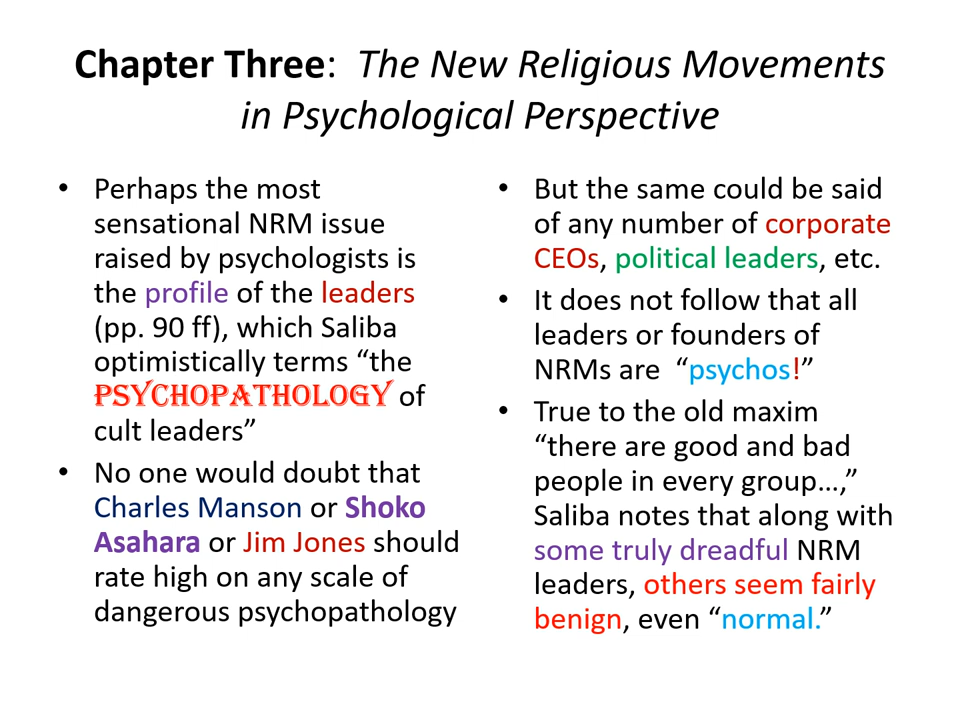 Chapter Three:  The New Religious Movements
in Psychological Perspective
• Perhaps the most
sensational NRM issue
raised by psychologists is
the profile of the leaders
(pp. 90 ff), which Saliba
optimistically terms “the
PSYCHOPATHOLOGY of
cult leaders”
• No one would doubt that
Charles Manson or Shoko
Asahara or Jim Jones should
rate high on any scale of
dangerous psychopathology
• But the same could be said
of any number of corporate
CEOs, political leaders, etc.
• It does not follow that all
leaders or founders of
NRMs are  “psychos!”
• True to the old maxim
“there are good and bad
people in every group…,”
Saliba notes that along with
some truly dreadful NRM
leaders, others seem fairly
benign, even “normal.”